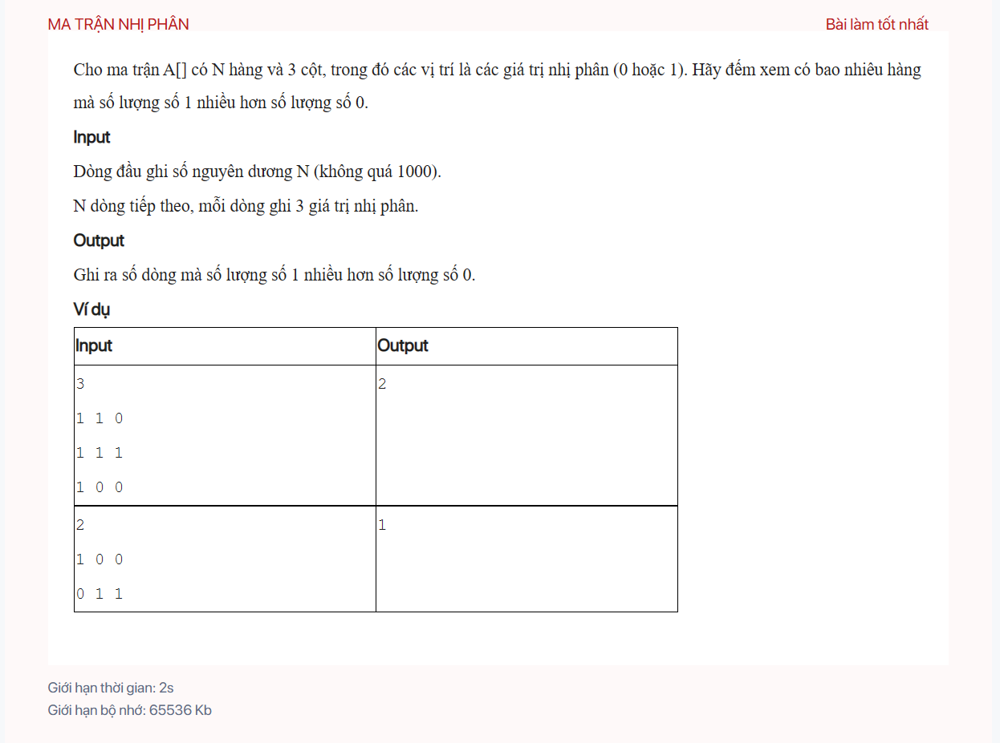 MA TRẬN NHỊ PHÂN
Bài làm tốt nhất
Cho ma trận A[] có N hàng và 3 cột, trong đó các vị trí là các giá trị nhị phân (0 hoặc 1). Hãy đếm xem có bao nhiêu hàng
mà số lượng số 1 nhiều hơn số lượng số 0.
Input
Dòng đầu ghi số nguyên dương N (không quá 1000).
N dòng tiếp theo, mỗi dòng ghi 3 giá trị nhị phân.
Output
Ghi ra số dòng mà số lượng số 1 nhiều hơn số lượng số 0.
Ví dụ
Input Output
3 2
1 1 0
1 1 1
1 0 0
2 1
1 0 0
0 1 1
Giới hạn thời gian: 2s
Giới hạn bộ nhớ: 65536 Kb